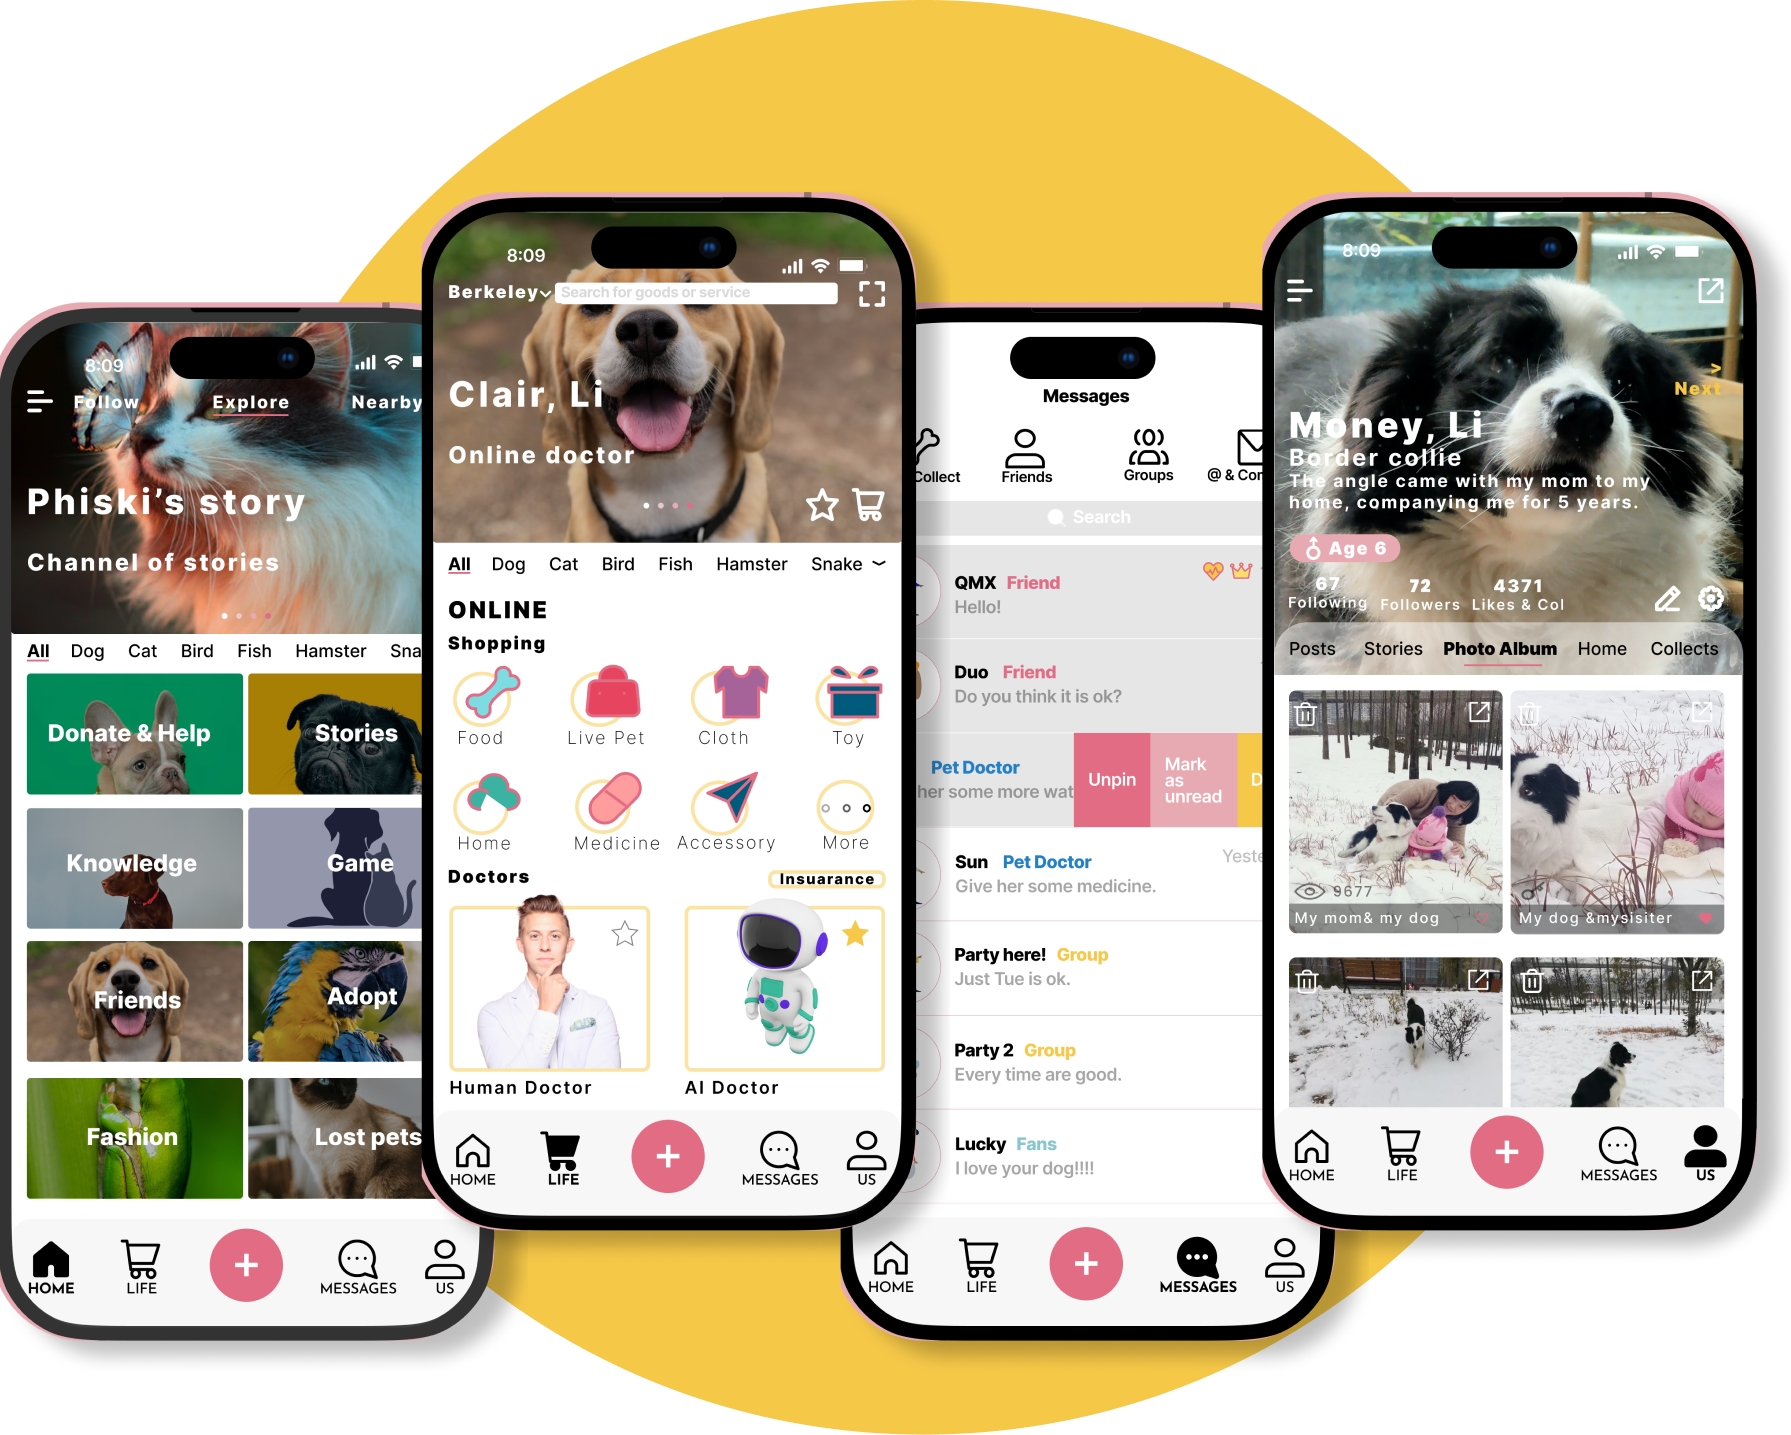 8:09
Follow
Explore
Nearby
Phiski’s story
Channel of stories
All
Dog
Cat
Bird
Fish
Hamster
Sna
Donate & Help
Stories
Knowledge
Game
Friends
Adopt
Fashion
Lost pets
HOME
LIFE
MESSAGES
US
8:09
Berkeley
Search for goods or service
Clair, Li
Online doctor
All
Dog
Cat
Bird
Fish
Hamster
Snake
ONLINE
Shopping
Food
Live Pet
Cloth
Toy
Home
Medicine
Accessory
More
Doctors
Insuarance
Human Doctor
AI Doctor
HOME
LIFE
MESSAGES
US
Messages
Collect
Friends
Groups
@ & Con
Search
QMX Friend
Hello!
Duo Friend
Do you think it is ok?
Pet Doctor
her some more wat
Unpin
Mark
as
unread
D
Sun Pet Doctor
Yeste
Give her some medicine.
Party here! Group
Just Tue is ok.
Party 2 Group
Every time are good.
Lucky Fans
I love your dog!!!!
HOME
LIFE
MESSAGES
US
8:09
>
Next
Money, Li
Border collie
The angle came with my mom to my
home, companying me for 5 years.
Age 6
67
Following
72
Followers
4371
Likes & Col
Posts
Stories
Photo Album
Home
Collects
9677
My mom& my dog
My dog &mysisiter
HOME
LIFE
MESSAGES
US